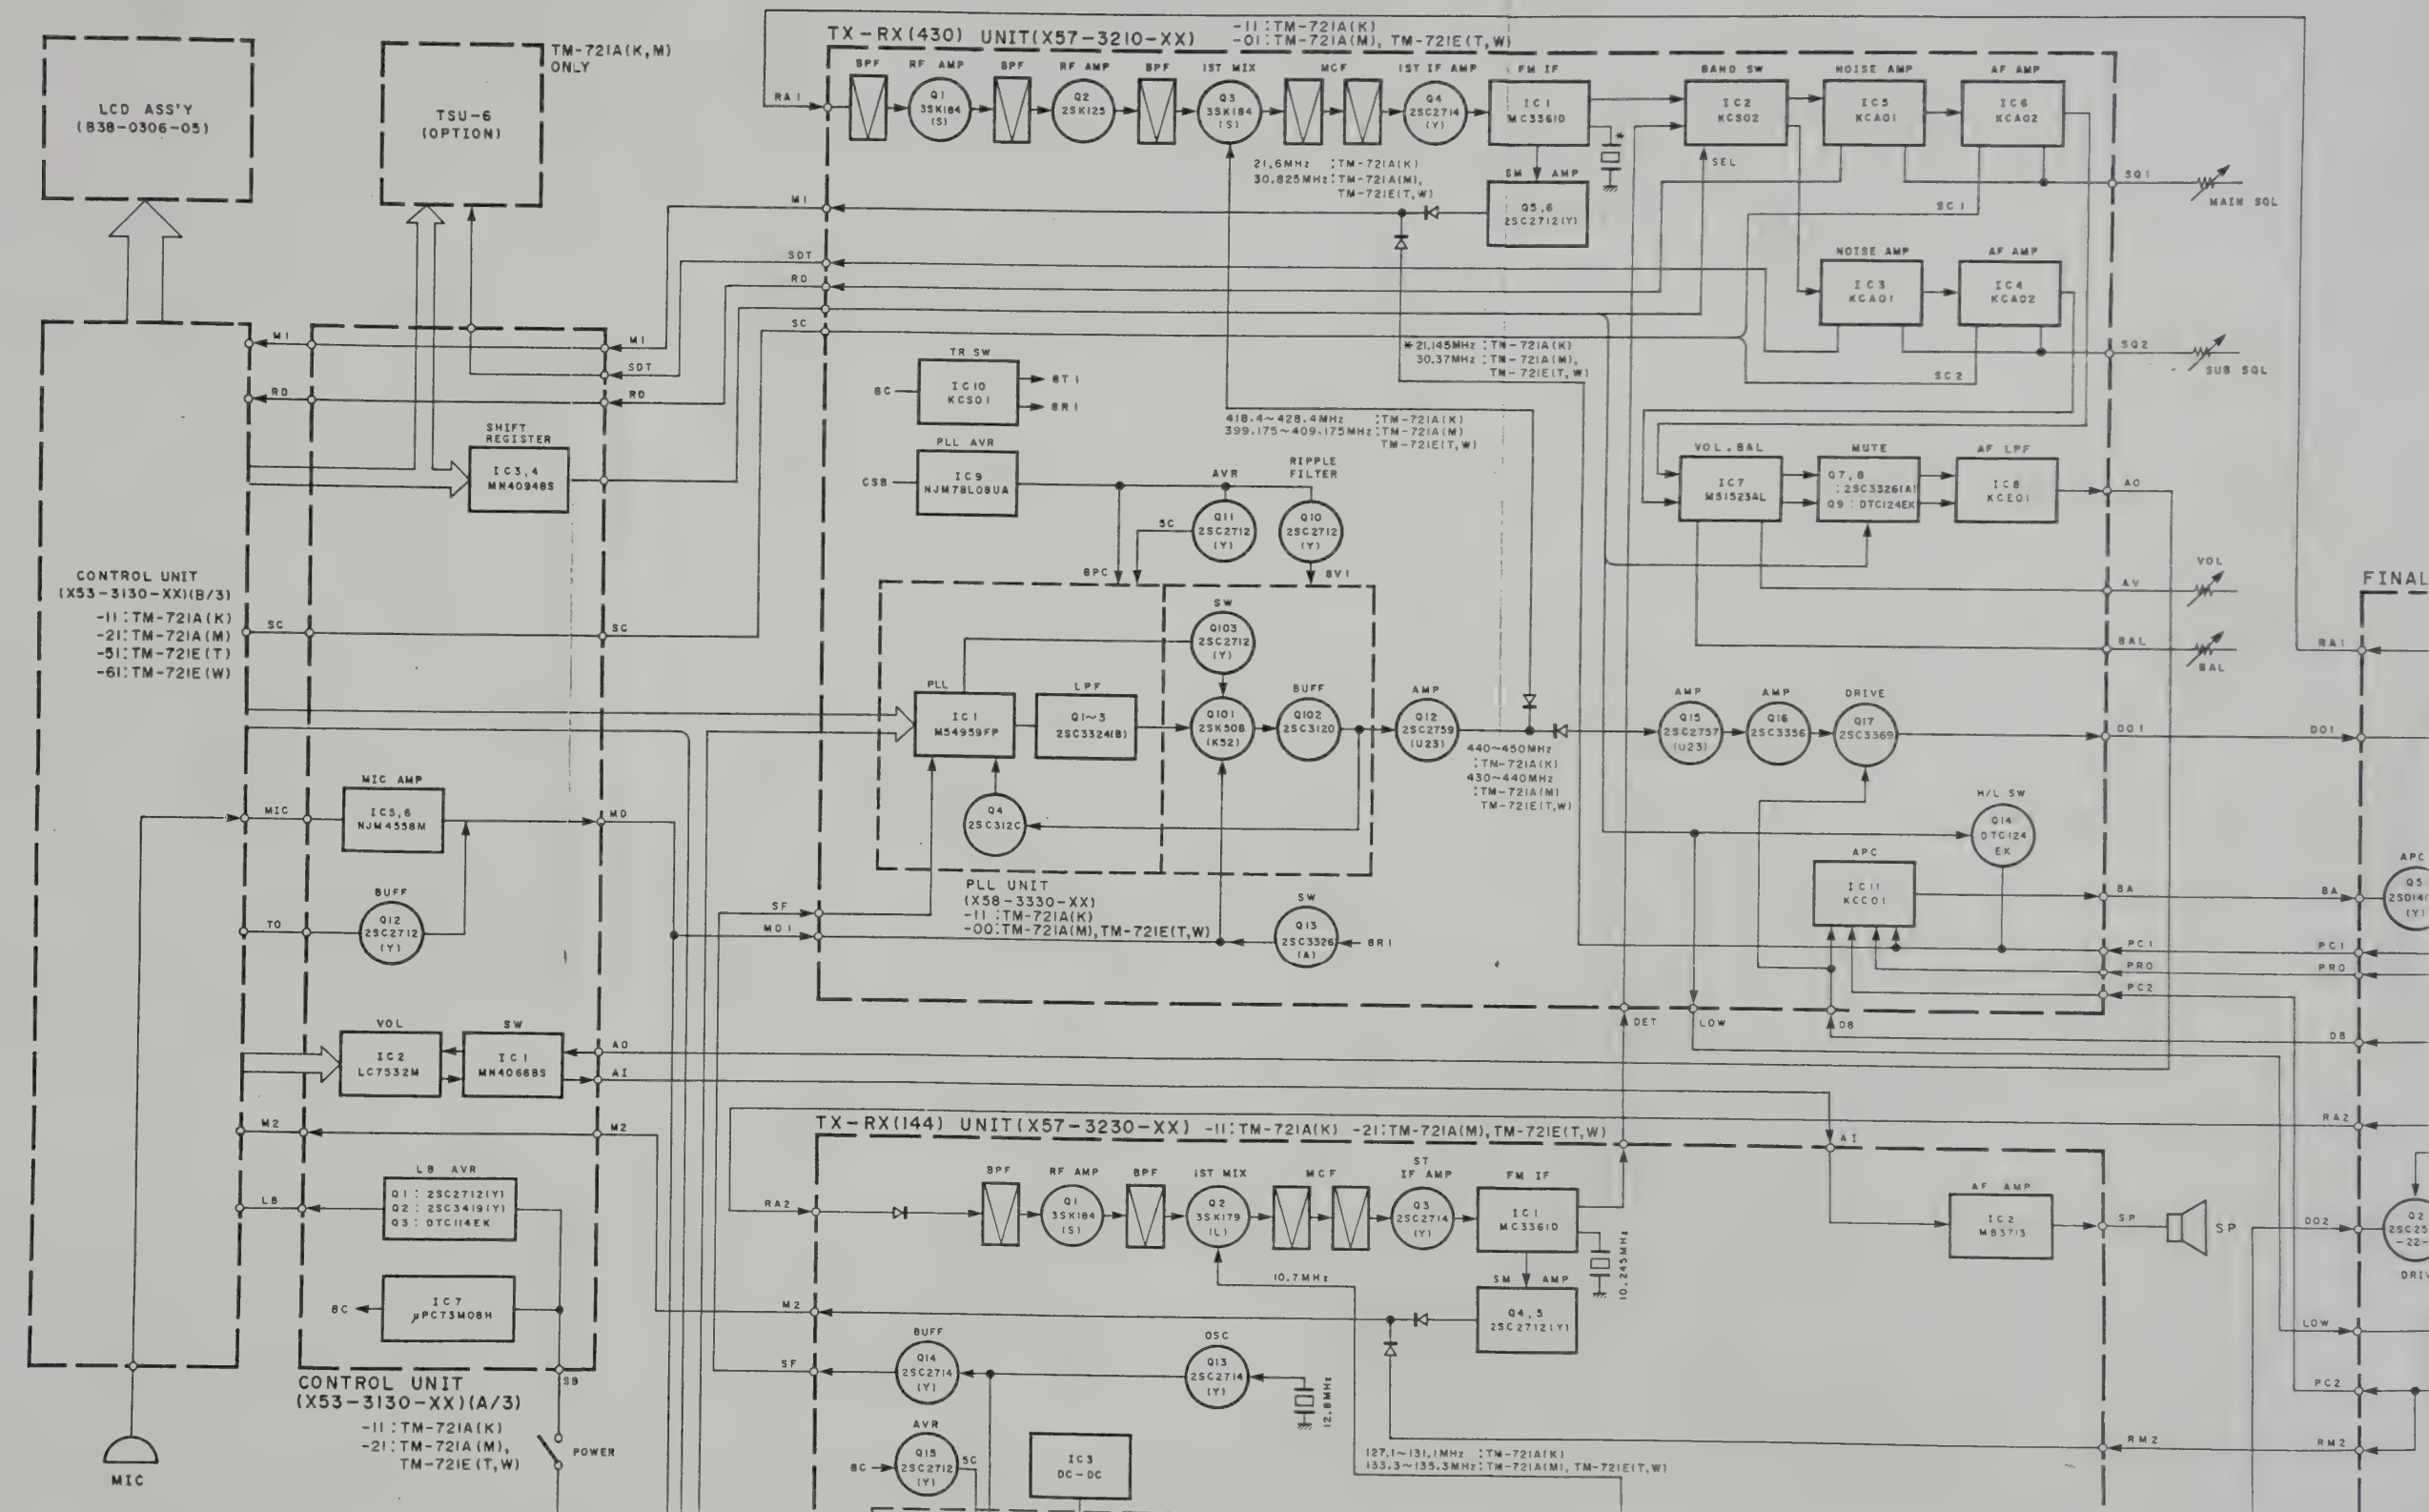 TM-721A(K,M)
ONLY
LCD ASS'Y
(B38-0306-05)
TSU-6
(OPTION)
TX-RX(430) UNIT(X57-3210-XX)
-11:TM-721A(K)
-01:TM-721A(M), TM-721E(T,W)
RA1
BPF
RF AMP
BPF
RF AMP
BPF
1ST MIX
MCF
1ST IF AMP
FM IF
BAND SW
NOISE AMP
AF AMP
Q1
3SK184
(S)
Q2
2SK125
Q3
3SK184
(S)
Q4
2SC2714
(Y)
IC1
MC3361D
*
IC2
KCS02
IC5
KCA01
IC6
KCA02
SEL
21.6MHz :TM-721A(K)
30.825MHz:TM-721A(M),
TM-721E(T,W)
SM AMP
Q5,6
2SC2712(Y)
SQ1
MAIN SQL
SC1
M1
SDT
RD
SC
NOISE AMP
AF AMP
IC3
KCA01
IC4
KCA02
SQ2
SUB SQL
SC2
*21.145MHz:TM-721A(K)
30.37MHz:TM-721A(M),
TM-721E(T,W)
M1
M1
SDT
RD
RD
TR SW
8C
IC10
KCS01
8T1
8R1
418.4~428.4MHz :TM-721A(K)
399.175~409.175MHz:TM-721A(M)
TM-721E(T,W)
SHIFT
REGISTER
IC3,4
MN4094BS
PLL AVR
C5B
IC9
NJM78L08UA
AVR
RIPPLE
FILTER
Q11
2SC2712
(Y)
Q10
2SC2712
(Y)
5C
8PC
8V1
VOL.BAL
MUTE
AF LPF
IC7
M51523AL
Q7,8
:2SC3326(A)
Q9:DTC124EK
IC8
KCE01
AO
VOL
AV
BAL
BAL
FINAL
RA1
CONTROL UNIT
(X53-3130-XX)(B/3)
-11:TM-721A(K)
-21:TM-721A(M)
-51:TM-721E(T)
-61:TM-721E(W)
SC
SC
SW
Q103
2SC2712
(Y)
PLL
LPF
BUFF
AMP
IC1
M54959FP
Q1~3
2SC3324(B)
Q101
2SK508
(K52)
Q102
2SC3120
Q12
2SC2759
(U23)
AMP
AMP
DRIVE
Q15
2SC2757
(U23)
Q16
2SC3356
Q17
2SC3369
DO1
DO1
440~450MHz
:TM-721A(K)
430~440MHz
:TM-721A(M)
TM-721E(T,W)
Q4
2SC312C
MIC AMP
MIC
IC5,6
NJM4558M
MD
H/L SW
Q14
DTC124
EK
APC
IC11
KCC01
BA
BA
APC
Q5
(Y)
BUFF
TO
Q12
2SC2712
(Y)
PLL UNIT
(X58-3330-XX)
-11:TM-721A(K)
-00:TM-721A(M),TM-721E(T,W)
SF
MD1
SW
Q13
2SC3326
(A)
8R1
PC1
PC1
PRO
PRO
PC2
DET
LOW
DB
DB
VOL
SW
IC2
LC7532M
IC1
MN4066BS
AO
AI
M2
M2
RA2
TX-RX(144) UNIT(X57-3230-XX) -11:TM-721A(K) -21:TM-721A(M),TM-721E(T,W)
AI
RA2
BPF
RF AMP
BPF
1ST MIX
MCF
ST
IF AMP
FM IF
Q1
3SK184
(S)
Q2
3SK179
(L)
Q3
2SC2714
(Y)
IC1
MC3361D
10.245MHz
AF AMP
IC2
MB3713
SP
SP
DO2
Q2
-22-
LB AVR
LB
Q1:2SC2712(Y)
Q2:2SC3419(Y)
Q3:DTC114EK
10.7MHz
SM AMP
Q4,5
2SC2712(Y)
8C
IC7
μPC73M08H
M2
SF
BUFF
Q14
2SC2714
(Y)
OSC
Q13
2SC2714
(Y)
12.8MHz
LOW
PC2
CONTROL UNIT
(X53-3130-XX)(A/3)
-11:TM-721A(K)
-21:TM-721A(M),
TM-721E(T,W)
SB
POWER
MIC
AVR
8C
Q15
2SC2712
(Y)
5C
IC3
DC-DC
127.1~131.1MHz :TM-721A(K)
133.3~135.3MHz:TM-721A(M), TM-721E(T,W)
RM2
RM2